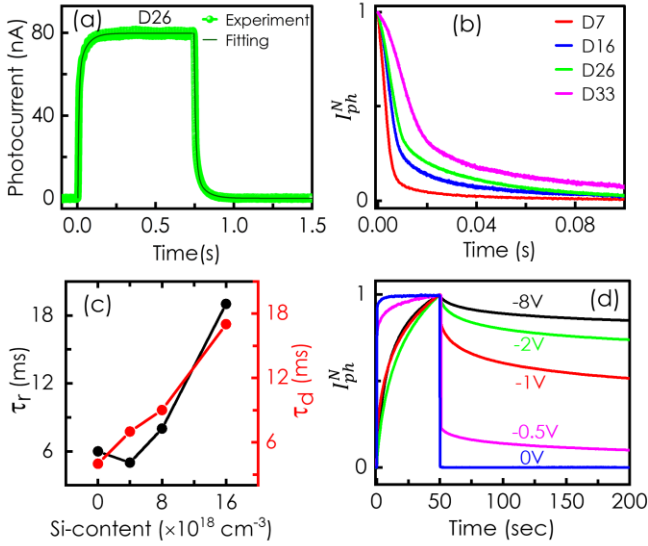 (a)
D26
Experiment
Fitting
Photocurrent (nA)
80
40
0
0.0
0.5
1.0
1.5
Time(s)
(b)
D7
D16
D26
D33
I_ph^N
1
0
0.00
0.04
0.08
Time (s)
(c)
τ_r (ms)
18
12
6
τ_d (ms)
18
12
6
0
4
8
12
16
Si-content (×10^18 cm^-3)
(d)
-8V
-2V
-1V
-0.5V
0V
I_ph^N
1
0
0
50
100
150
200
Time (sec)